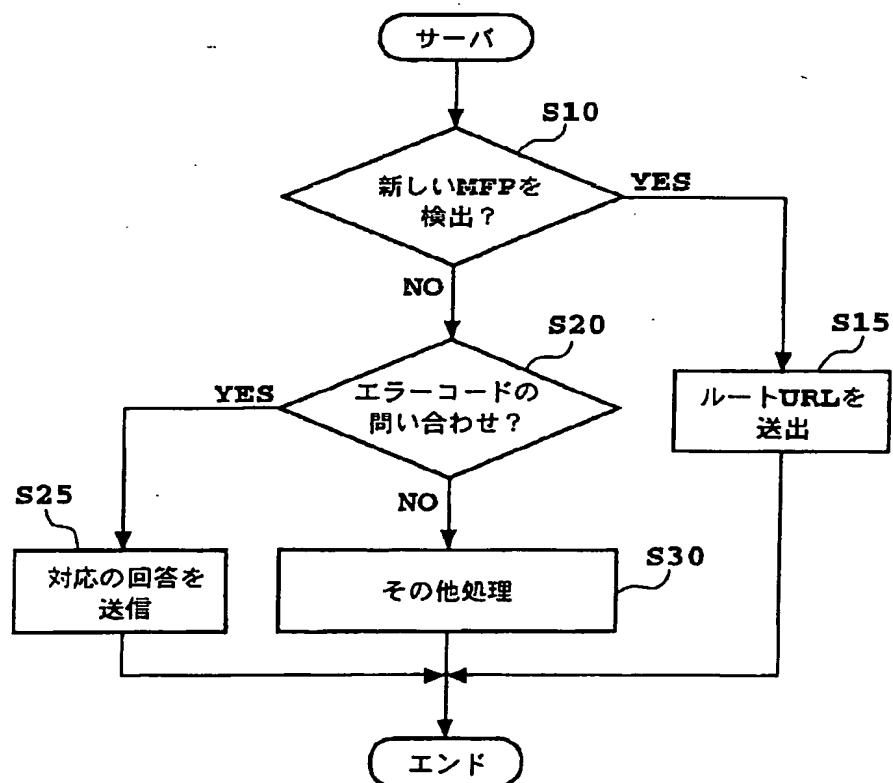 サーバ
S10
新しいMFPを
検出？
YES
NO
S20
エラーコードの
問い合わせ？
YES
S15
ルートURLを
送出
NO
S25
対応の回答を
送信
その他処理
S30
エンド